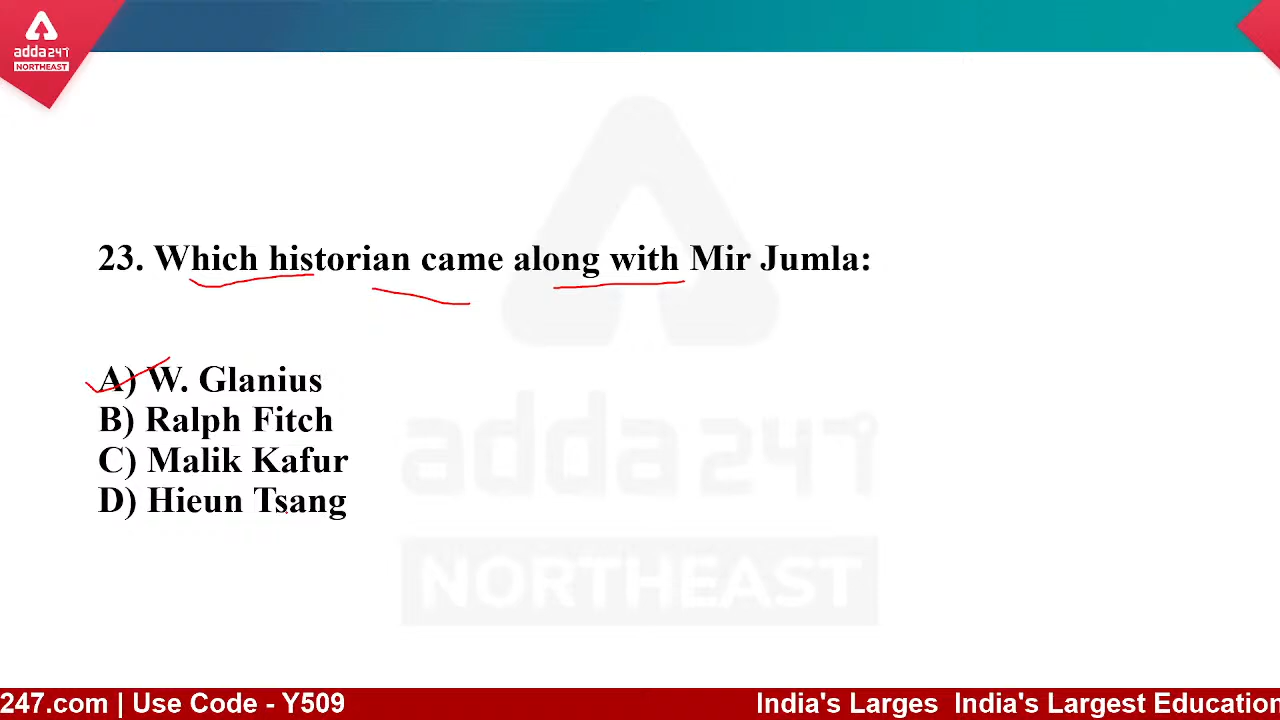 adda247
NORTHEAST
23. Which historian came along with Mir Jumla:
A) W. Glanius
B) Ralph Fitch
C) Malik Kafur
D) Hieun Tsang
adda247
NORTHEAST
247.com | Use Code - Y509
India's Larges India's Largest Education